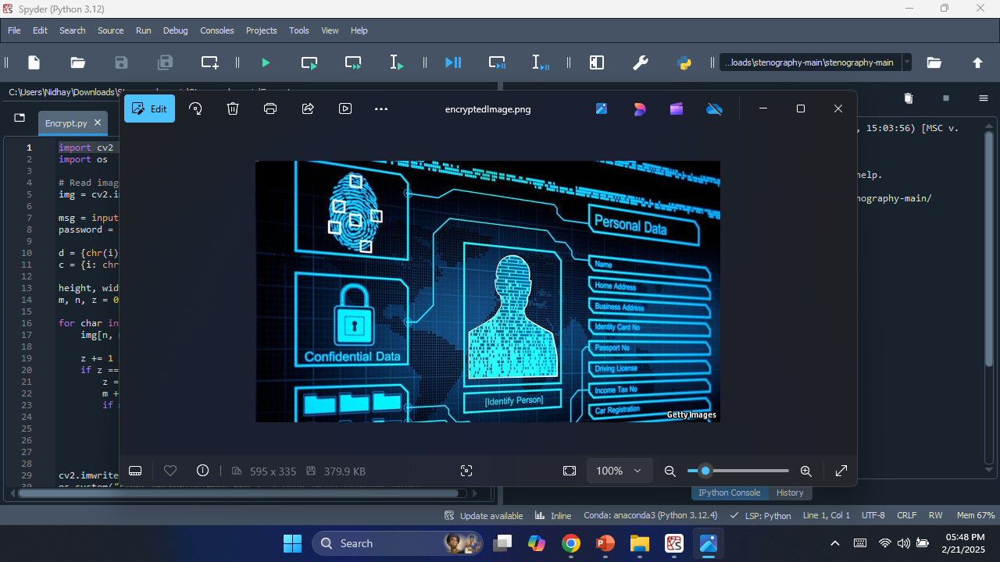 Spyder (Python 3.12)
File Edit Search Source Run Debug Consoles Projects Tools View Help
...loads\stenography-main\stenography-main
C:\Users\Nidhay\Downloads\
Edit encryptedImage.png
Encrypt.py
, 15:03:56) [MSC v.
help.
nography-main/
1 import cv2
2 import os
3
4 # Read imag
5 img = cv2.i
6
7 msg = input
8 password =
9
10 d = {chr(i)
11 c = {i: chr
12
13 height, wid
14 m, n, z = 0
15
16 for char in
17 img[n,
18
19 z += 1
20 if z ==
21 z =
22 m +
23 if
24
25
26
27
28
29 cv2.imwrite
30
Personal Data
Name
Home Address
Business Address
Identity Card No
Passport No
Driving License
Income Tax No
Car Registration
Confidential Data
[Identify Person]
Getty Images
595 x 335 379.9 KB 100%
IPython Console History
Update available Inline Conda: anaconda3 (Python 3.12.4) LSP: Python Line 1, Col 1 UTF-8 CRLF RW Mem 67%
Search
05:48 PM
2/21/2025